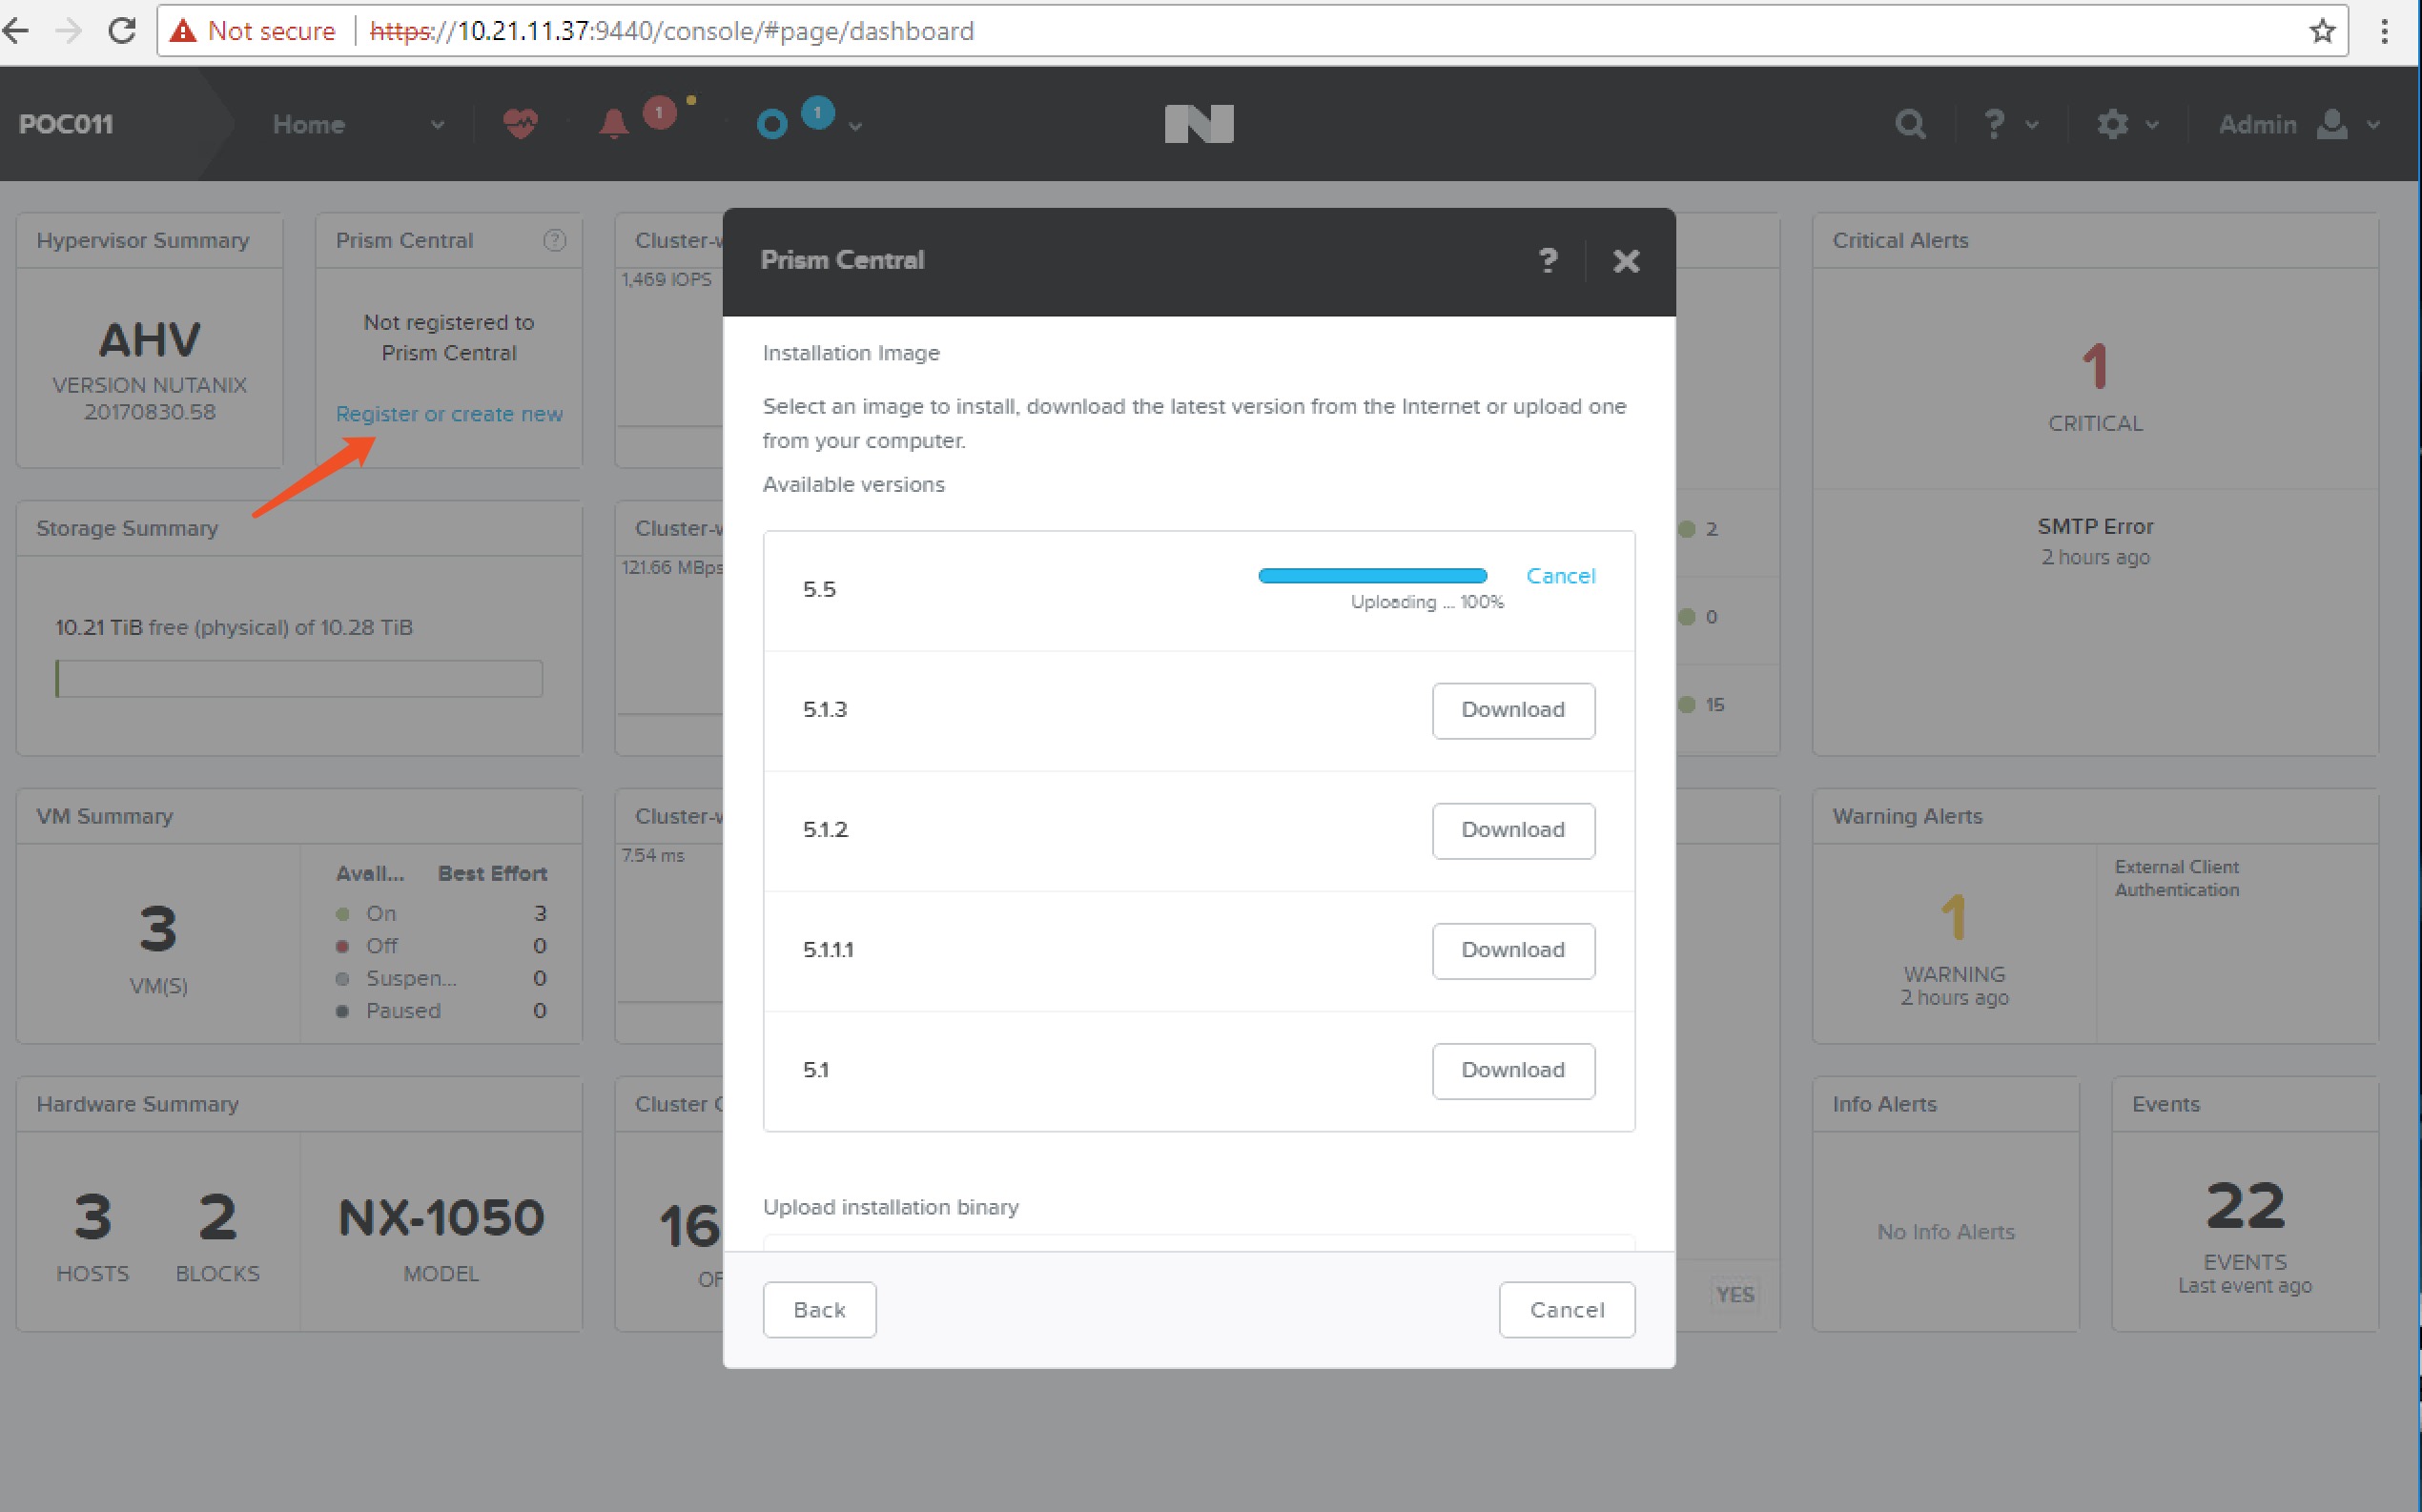 Not secure https://10.21.11.37:9440/console/#page/dashboard
POC011 Home 1 1 ? Admin
Hypervisor Summary
AHV
VERSION NUTANIX
20170830.58
Prism Central ?
Not registered to
Prism Central
Register or create new
1,469 IOPS
Critical Alerts
1
CRITICAL
SMTP Error
2 hours ago
Storage Summary
10.21 TiB free (physical) of 10.28 TiB
121.66 MBps
2
0
15
VM Summary
3
VM(S)
Avail... Best Effort
On 3
Off 0
Suspen... 0
Paused 0
7.54 ms
Warning Alerts
1
WARNING
2 hours ago
External Client
Authentication
Hardware Summary
3
HOSTS
2
BLOCKS
NX-1050
MODEL
Cluster
16
YES
Info Alerts
No Info Alerts
Events
22
EVENTS
Last event ago
Prism Central ?
Installation Image
Select an image to install, download the latest version from the Internet or upload one
from your computer.
Available versions
5.5 Cancel
Uploading ... 100%
5.1.3 Download
5.1.2 Download
5.1.1.1 Download
5.1 Download
Upload installation binary
Back Cancel